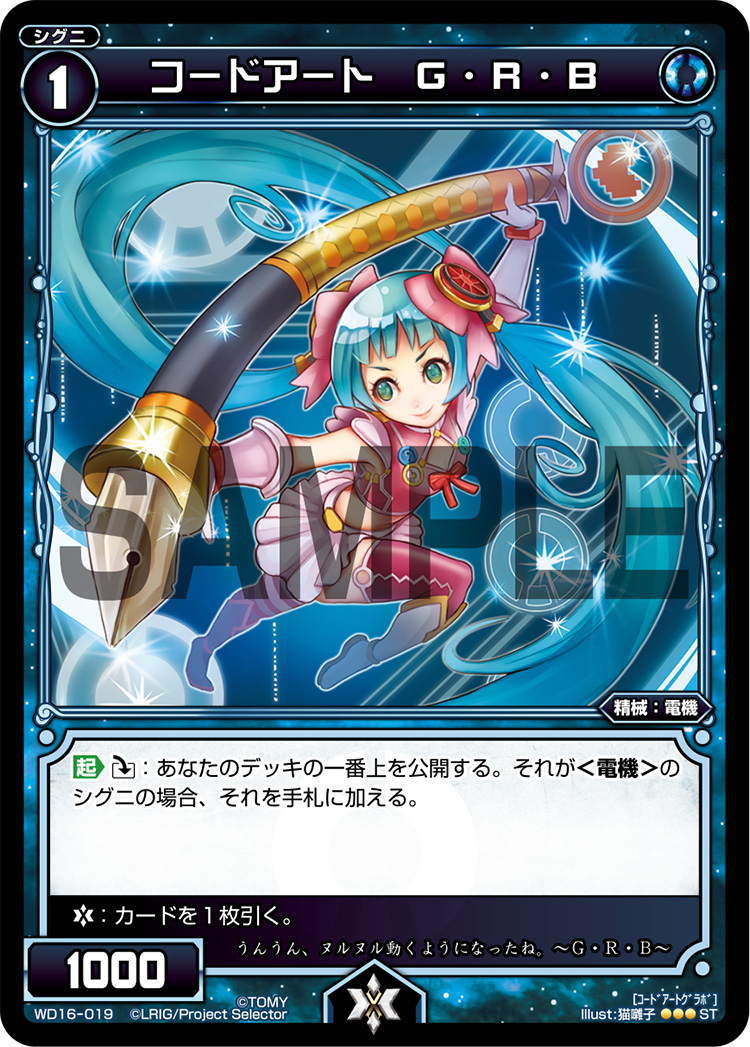 シグニ
1
コードアート G・R・B
SAMPLE
精械：電機
起：あなたのデッキの一番上を公開する。それが＜電機＞の
シグニの場合、それを手札に加える。
：カードを１枚引く。
うんうん、ヌルヌル動くようになったね。～G・R・B～
1000
WD16-019 ©LRIG/Project Selector
©TOMY
[コードアートグラボ]
Illust:猫囃子 ST